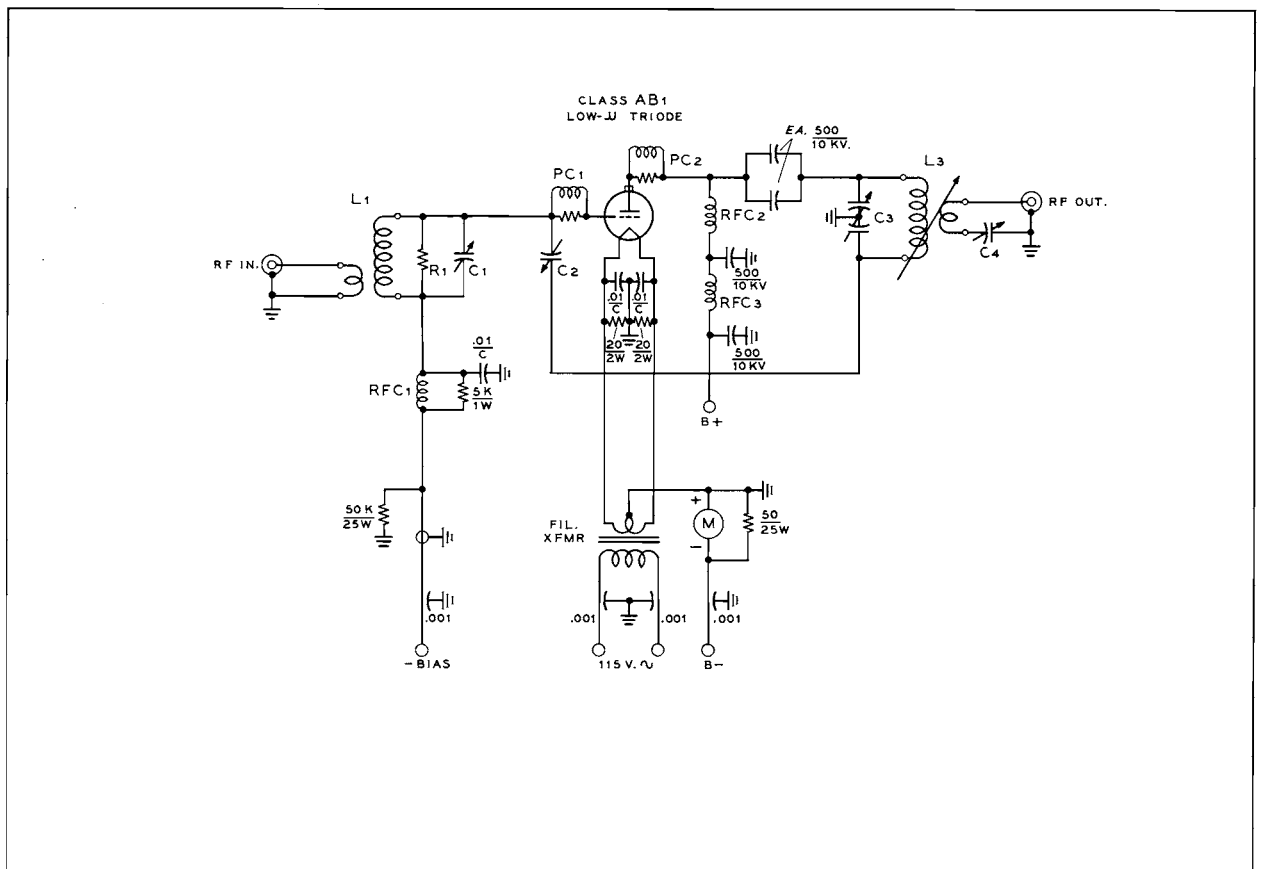 CLASS AB1
LOW-µ TRIODE
EA. 500
10 KV.
PC2
PC1
L3
L1
RFC2
C3
RF OUT.
RF IN.
R1
C1
C2
C4
500
10 KV
.01
C
.01
C
RFC3
20
2W
20
2W
500
10 KV
.01
C
RFC1
5K
1W
B+
50K
25W
FIL.
XFMR
+
M
-
50
25W
.001
.001
.001
.001
-BIAS
115 V. ∿
B-